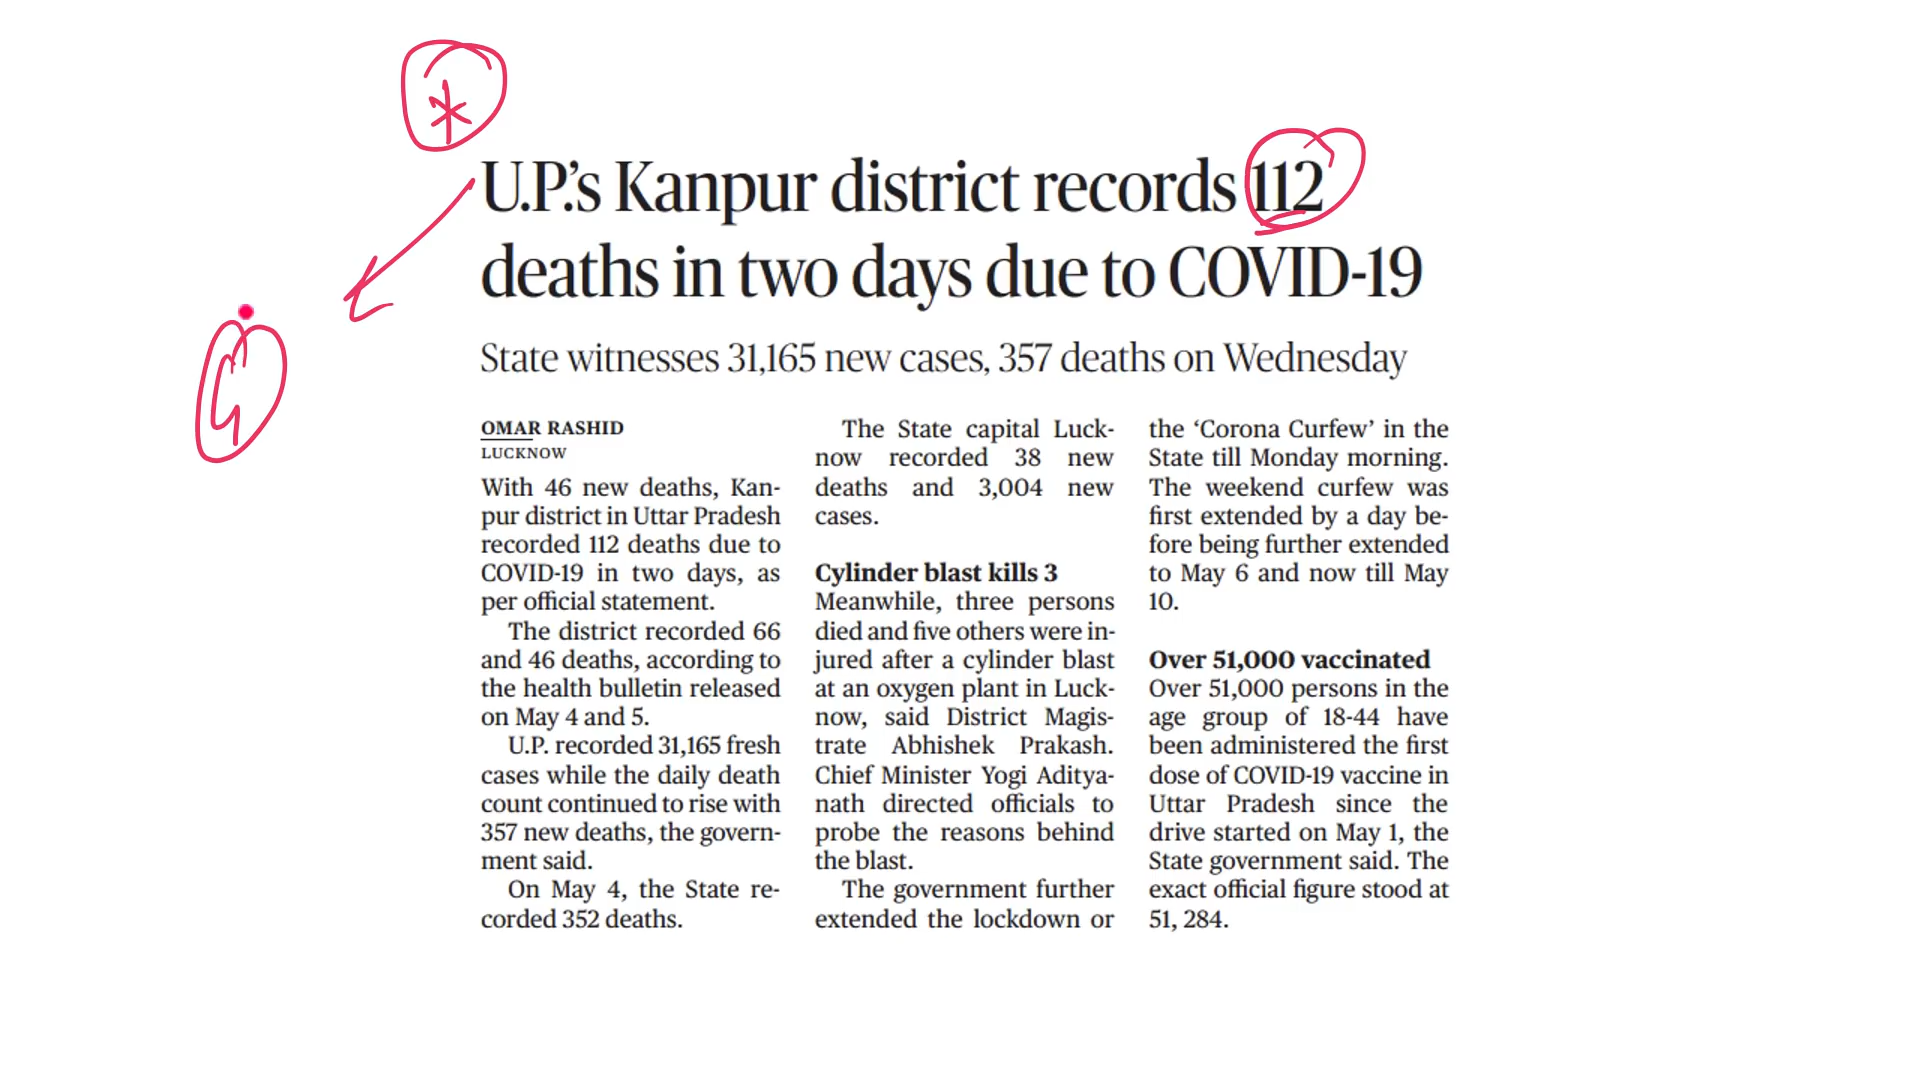 U.P.'s Kanpur district records 112
deaths in two days due to COVID-19
State witnesses 31,165 new cases, 357 deaths on Wednesday
OMAR RASHID
LUCKNOW
With 46 new deaths, Kan-
pur district in Uttar Pradesh
recorded 112 deaths due to
COVID-19 in two days, as
per official statement.
The district recorded 66
and 46 deaths, according to
the health bulletin released
on May 4 and 5.
U.P. recorded 31,165 fresh
cases while the daily death
count continued to rise with
357 new deaths, the govern-
ment said.
On May 4, the State re-
corded 352 deaths.
The State capital Luck-
now recorded 38 new
deaths and 3,004 new
cases.
Cylinder blast kills 3
Meanwhile, three persons
died and five others were in-
jured after a cylinder blast
at an oxygen plant in Luck-
now, said District Magis-
trate Abhishek Prakash.
Chief Minister Yogi Aditya-
nath directed officials to
probe the reasons behind
the blast.
The government further
extended the lockdown or
the ‘Corona Curfew’ in the
State till Monday morning.
The weekend curfew was
first extended by a day be-
fore being further extended
to May 6 and now till May
10.
Over 51,000 vaccinated
Over 51,000 persons in the
age group of 18-44 have
been administered the first
dose of COVID-19 vaccine in
Uttar Pradesh since the
drive started on May 1, the
State government said. The
exact official figure stood at
51, 284.